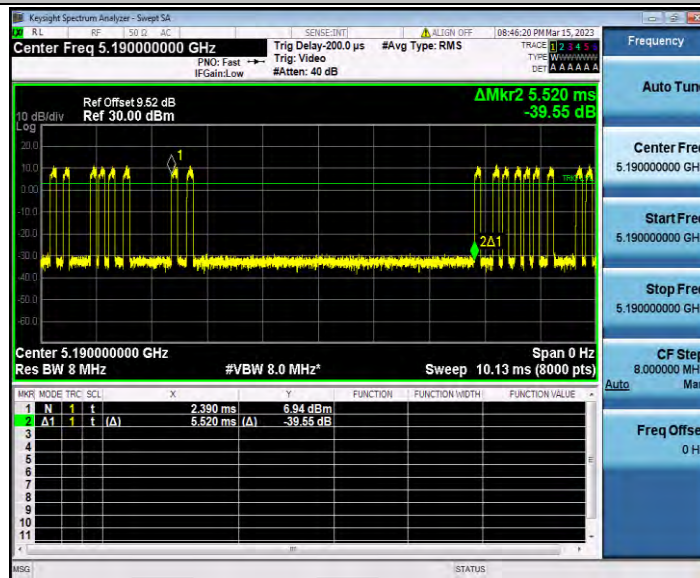 Keysight Spectrum Analyzer - Swept SA
RL RF 50 Ω AC SENSE:INT ALIGN OFF 08:46:20 PM Mar 15, 2023
Center Freq 5.190000000 GHz
PNO: Fast
IFGain:Low
Trig Delay-200.0 µs
Trig: Video
#Atten: 40 dB
#Avg Type: RMS
TRACE 1 2 3 4 5 6
TYPE W
DET A A A A A A
10 dB/div
Log
Ref Offset 9.52 dB
Ref 30.00 dBm
ΔMkr2 5.520 ms
-39.55 dB
20.0
10.0
0.00
-10.0
-20.0
-30.0
-40.0
-50.0
-60.0
1
2Δ1
Center 5.190000000 GHz Span 0 Hz
Res BW 8 MHz #VBW 8.0 MHz* Sweep 10.13 ms (8000 pts)
MKR MODE TRC SCL X Y FUNCTION FUNCTION WIDTH FUNCTION VALUE
1 N 1 t 2.390 ms 6.94 dBm
2 Δ1 1 t (Δ) 5.520 ms (Δ) -39.55 dB
3
4
5
6
7
8
9
10
11
MSG STATUS
Frequency
Auto Tun
Center Fre
5.190000000 GH
Start Fre
5.190000000 GH
Stop Fre
5.190000000 GH
CF Ste
8.000000 MH
Auto Ma
Freq Offse
0 H